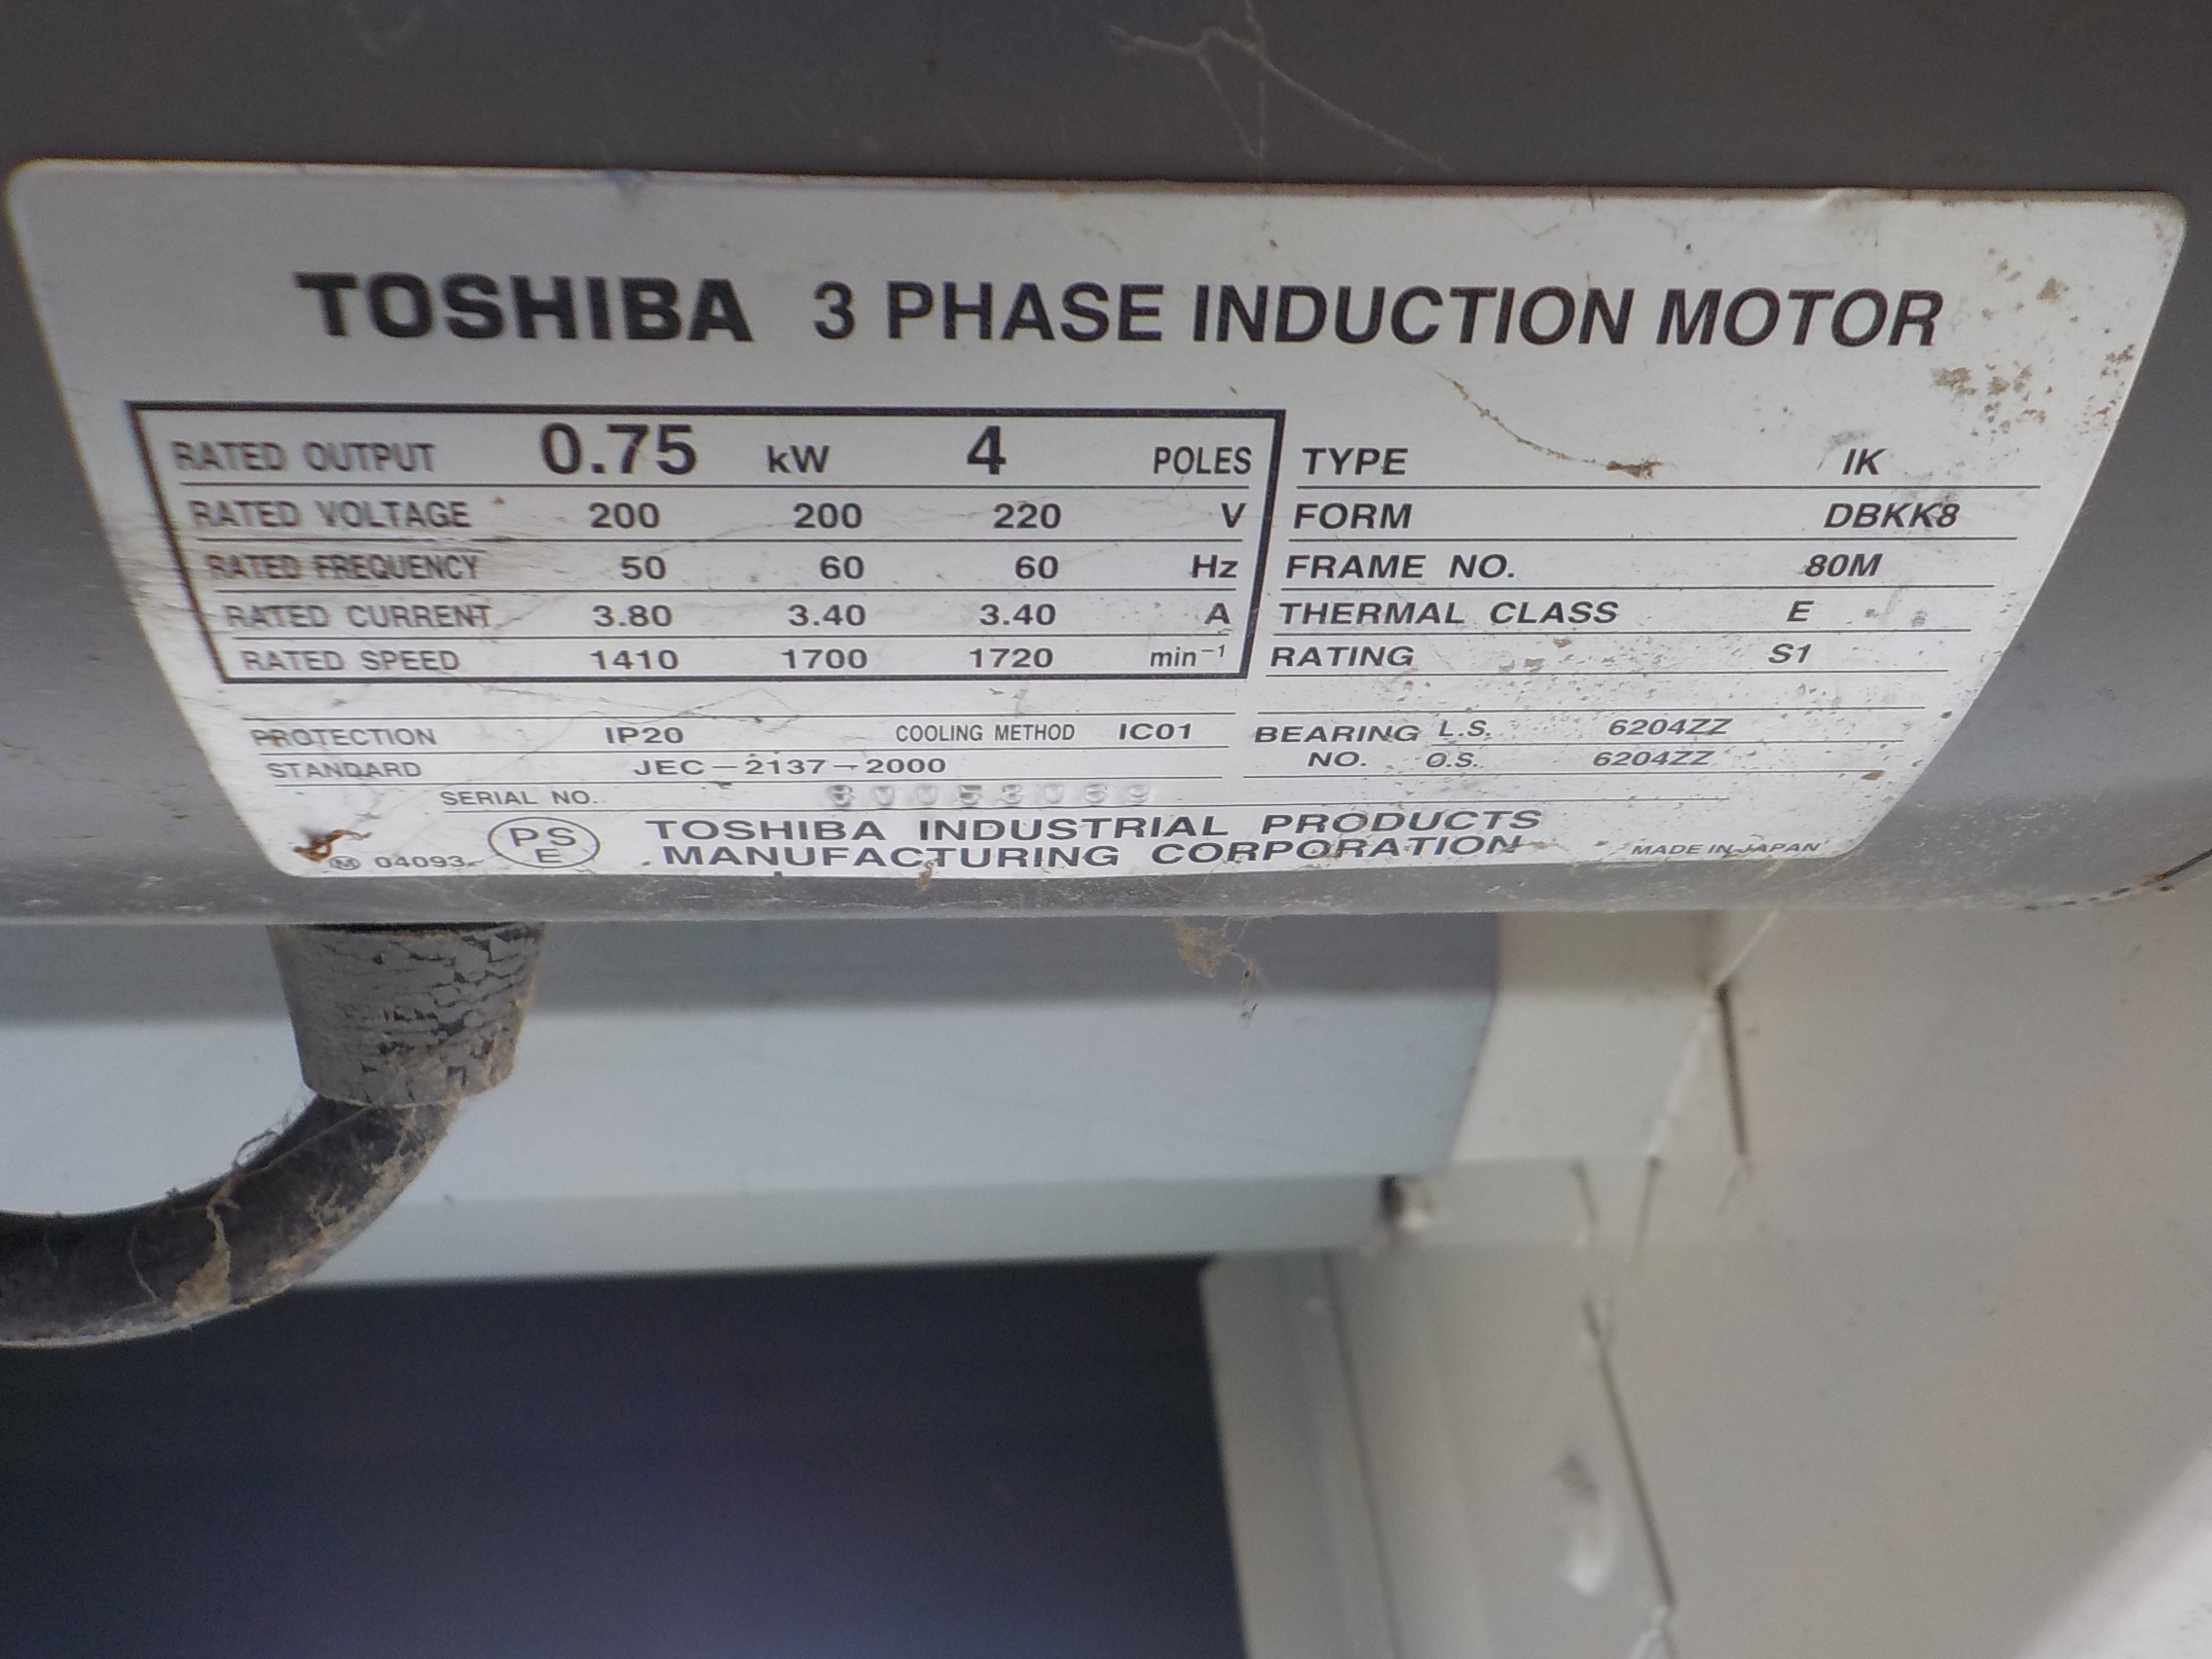 TOSHIBA 3 PHASE INDUCTION MOTOR
RATED OUTPUT 0.75 kW 4 POLES
RATED VOLTAGE 200 200 220 V
RATED FREQUENCY 50 60 60 Hz
RATED CURRENT 3.80 3.40 3.40 A
RATED SPEED 1410 1700 1720 min⁻¹
TYPE IK
FORM DBKK8
FRAME NO. 80M
THERMAL CLASS E
RATING S1
PROTECTION IP20 COOLING METHOD IC01
STANDARD JEC-2137-2000
BEARING L.S. 6204ZZ
NO. O.S. 6204ZZ
SERIAL NO.
PS
E
TOSHIBA INDUSTRIAL PRODUCTS
MANUFACTURING CORPORATION
M 04093
MADE IN JAPAN